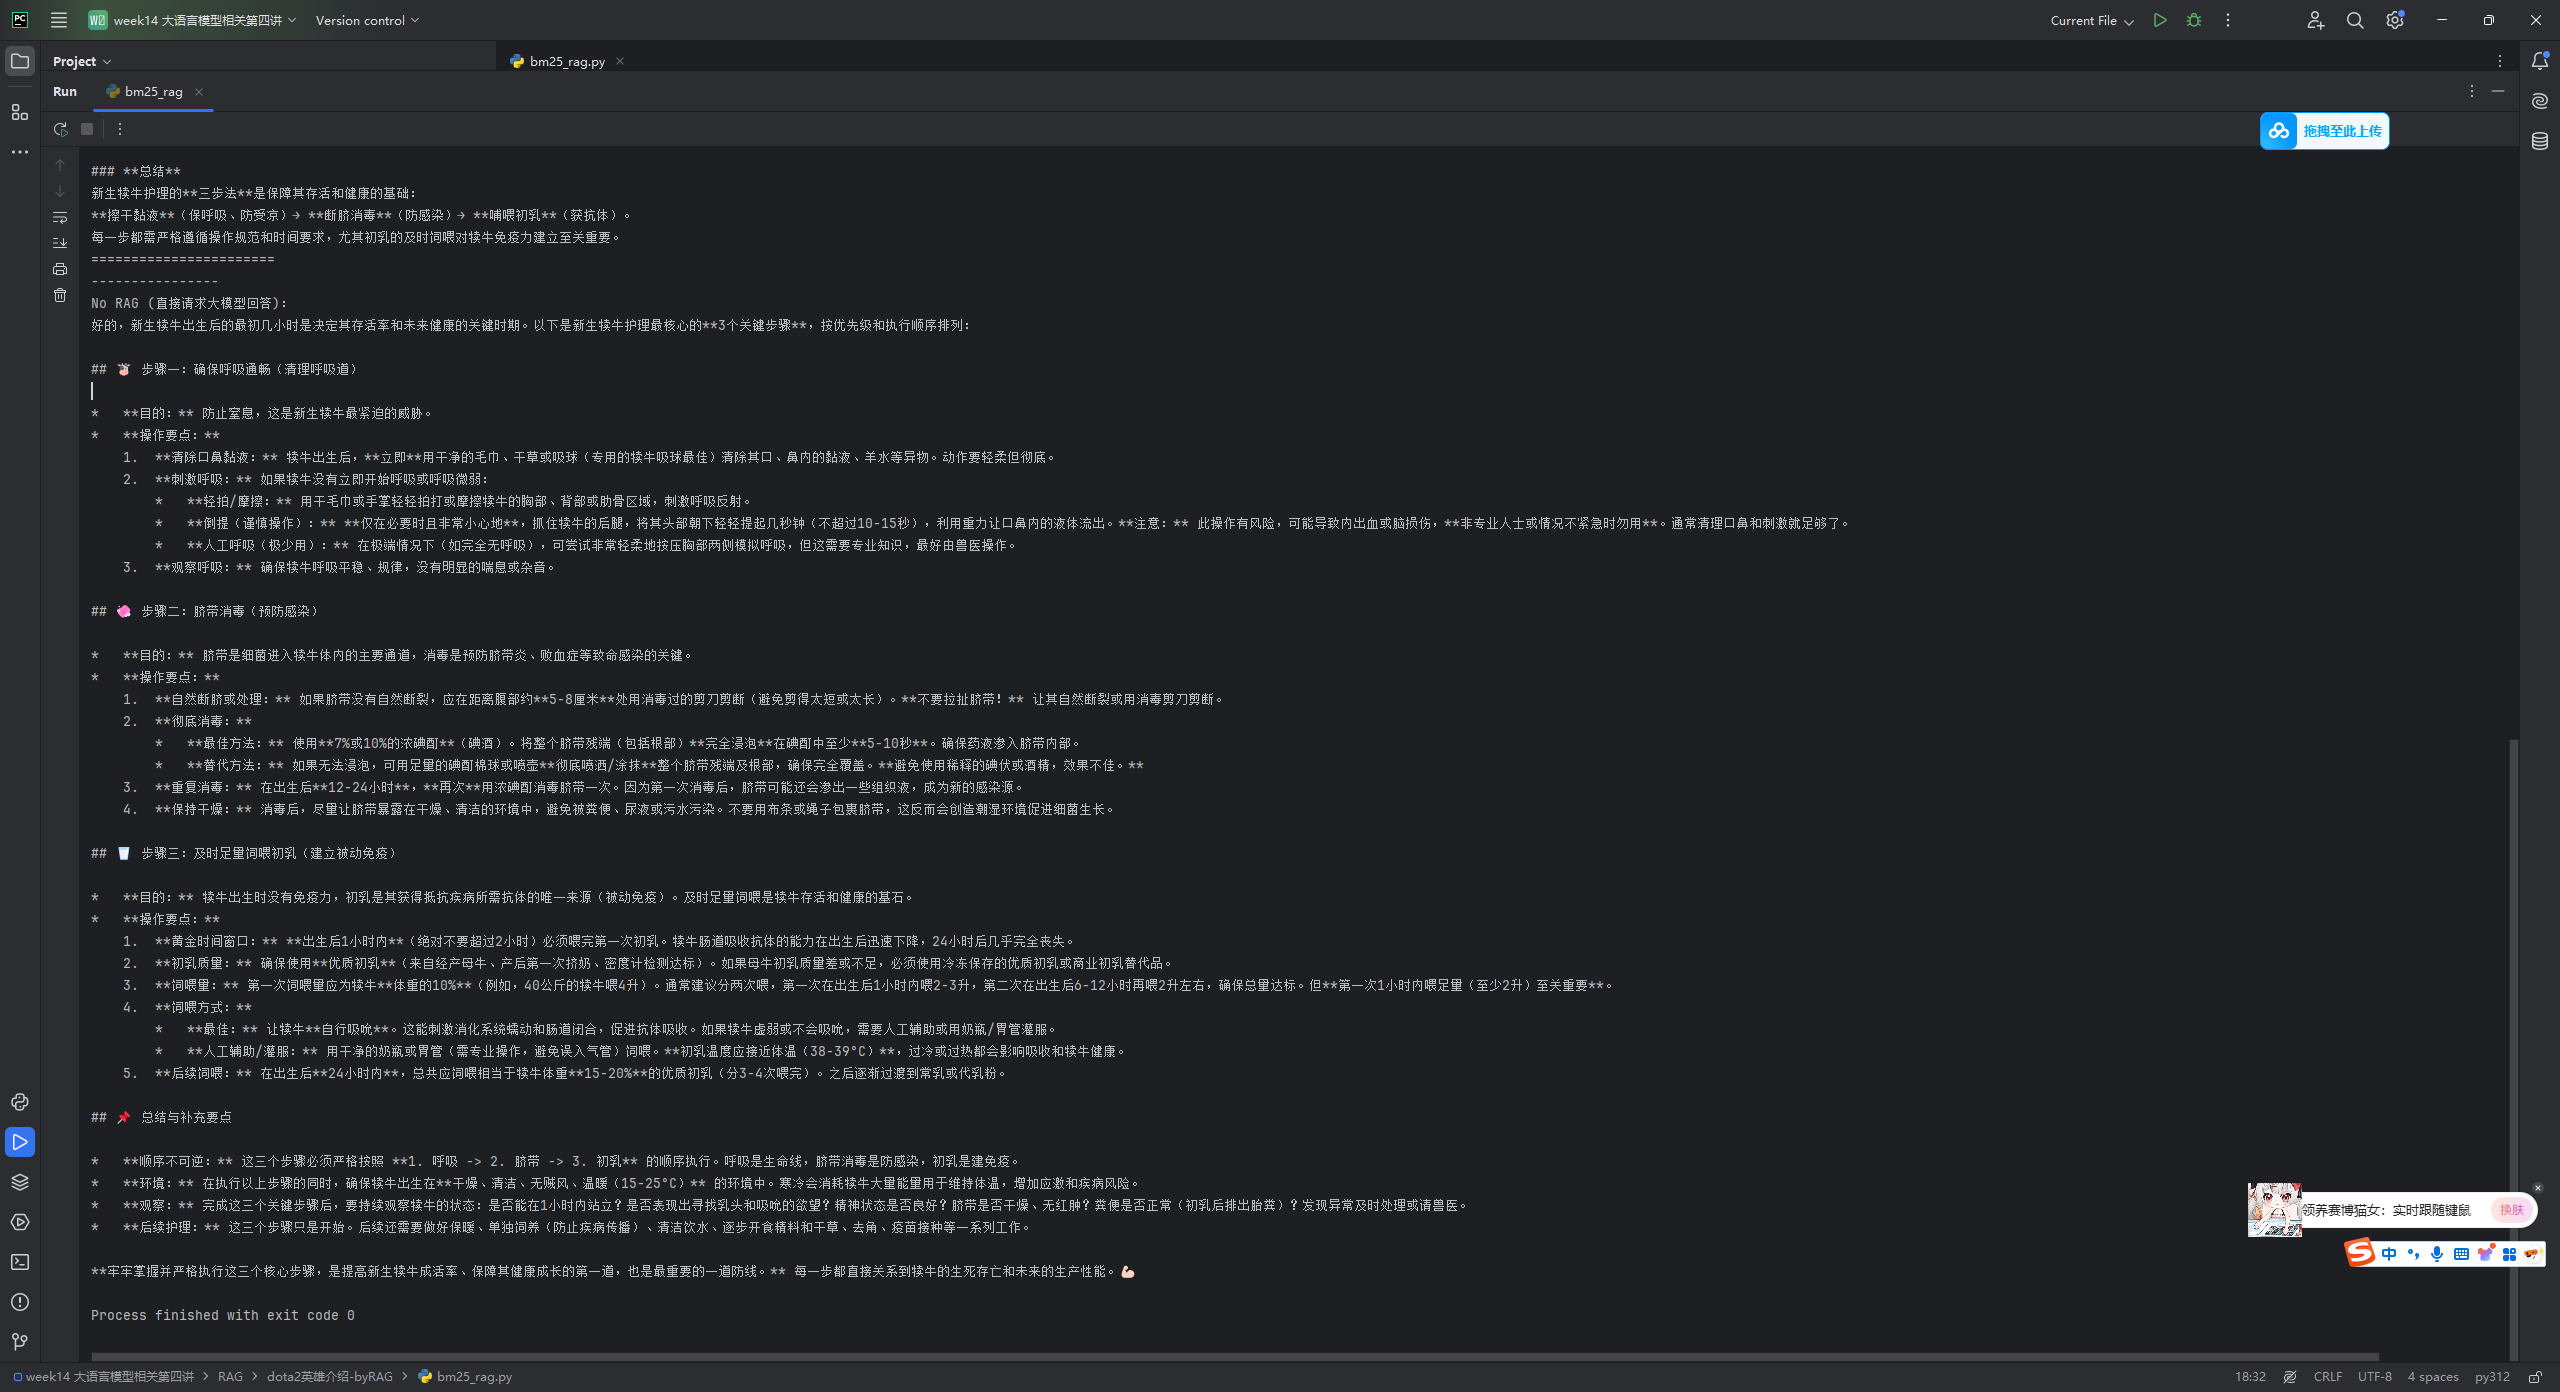 PC
W大 week14 大语言模型相关第四讲
Version control
Current File
Project
bm25_rag.py
Run
bm25_rag
拖拽至此上传
### **总结**
新生犊牛护理的**三步法**是保障其存活和健康的基础：
**擦干黏液**（保呼吸、防受凉）→ **断脐消毒**（防感染）→ **哺喂初乳**（获抗体）。
每一步都需严格遵循操作规范和时间要求，尤其初乳的及时饲喂对犊牛免疫力建立至关重要。
=======================
----------------
No RAG (直接请求大模型回答):
好的，新生犊牛出生后的最初几小时是决定其存活率和未来健康的关键时期。以下是新生犊牛护理最核心的**3个关键步骤**，按优先级和执行顺序排列：
## 🐮 步骤一：确保呼吸通畅（清理呼吸道）
*   **目的：** 防止窒息，这是新生犊牛最紧迫的威胁。
*   **操作要点：**
1.  **清除口鼻黏液：** 犊牛出生后，**立即**用干净的毛巾、干草或吸球（专用的犊牛吸球最佳）清除其口、鼻内的黏液、羊水等异物。动作要轻柔但彻底。
2.  **刺激呼吸：** 如果犊牛没有立即开始呼吸或呼吸微弱：
*   **轻拍/摩擦：** 用干毛巾或手掌轻轻拍打或摩擦犊牛的胸部、背部或肋骨区域，刺激呼吸反射。
*   **倒提（谨慎操作）：** **仅在必要时且非常小心地**，抓住犊牛的后腿，将其头部朝下轻轻提起几秒钟（不超过10-15秒），利用重力让口鼻内的液体流出。**注意：** 此操作有风险，可能导致内出血或脑损伤，**非专业人士或情况不紧急时勿用**。通常清理口鼻和刺激就足够了。
*   **人工呼吸（极少用）：** 在极端情况下（如完全无呼吸），可尝试非常轻柔地按压胸部两侧模拟呼吸，但这需要专业知识，最好由兽医操作。
3.  **观察呼吸：** 确保犊牛呼吸平稳、规律，没有明显的喘息或杂音。
## 🧼 步骤二：脐带消毒（预防感染）
*   **目的：** 脐带是细菌进入犊牛体内的主要通道，消毒是预防脐带炎、败血症等致命感染的关键。
*   **操作要点：**
1.  **自然断脐或处理：** 如果脐带没有自然断裂，应在距离腹部约**5-8厘米**处用消毒过的剪刀剪断（避免剪得太短或太长）。**不要拉扯脐带！** 让其自然断裂或用消毒剪刀剪断。
2.  **彻底消毒：**
*   **最佳方法：** 使用**7%或10%的浓碘酊**（碘酒）。将整个脐带残端（包括根部）**完全浸泡**在碘酊中至少**5-10秒**。确保药液渗入脐带内部。
*   **替代方法：** 如果无法浸泡，可用足量的碘酊棉球或喷壶**彻底喷洒/涂抹**整个脐带残端及根部，确保完全覆盖。**避免使用稀释的碘伏或酒精，效果不佳。**
3.  **重复消毒：** 在出生后**12-24小时**，**再次**用浓碘酊消毒脐带一次。因为第一次消毒后，脐带可能还会渗出一些组织液，成为新的感染源。
4.  **保持干燥：** 消毒后，尽量让脐带暴露在干燥、清洁的环境中，避免被粪便、尿液或污水污染。不要用布条或绳子包裹脐带，这反而会创造潮湿环境促进细菌生长。
## 🥛 步骤三：及时足量饲喂初乳（建立被动免疫）
*   **目的：** 犊牛出生时没有免疫力，初乳是其获得抵抗疾病所需抗体的唯一来源（被动免疫）。及时足量饲喂是犊牛存活和健康的基石。
*   **操作要点：**
1.  **黄金时间窗口：** **出生后1小时内**（绝对不要超过2小时）必须喂完第一次初乳。犊牛肠道吸收抗体的能力在出生后迅速下降，24小时后几乎完全丧失。
2.  **初乳质量：** 确保使用**优质初乳**（来自经产母牛、产后第一次挤奶、密度计检测达标）。如果母牛初乳质量差或不足，必须使用冷冻保存的优质初乳或商业初乳替代品。
3.  **饲喂量：** 第一次饲喂量应为犊牛**体重的10%**（例如，40公斤的犊牛喂4升）。通常建议分两次喂，第一次在出生后1小时内喂2-3升，第二次在出生后6-12小时再喂2升左右，确保总量达标。但**第一次1小时内喂足量（至少2升）至关重要**。
4.  **饲喂方式：**
*   **最佳：** 让犊牛**自行吸吮**。这能刺激消化系统蠕动和肠道闭合，促进抗体吸收。如果犊牛虚弱或不会吸吮，需要人工辅助或用奶瓶/胃管灌服。
*   **人工辅助/灌服：** 用干净的奶瓶或胃管（需专业操作，避免误入气管）饲喂。**初乳温度应接近体温（38-39°C）**，过冷或过热都会影响吸收和犊牛健康。
5.  **后续饲喂：** 在出生后**24小时内**，总共应饲喂相当于犊牛体重**15-20%**的优质初乳（分3-4次喂完）。之后逐渐过渡到常乳或代乳粉。
## 📌 总结与补充要点
*   **顺序不可逆：** 这三个步骤必须严格按照 **1. 呼吸 -> 2. 脐带 -> 3. 初乳** 的顺序执行。呼吸是生命线，脐带消毒是防感染，初乳是建免疫。
*   **环境：** 在执行以上步骤的同时，确保犊牛出生在**干燥、清洁、无贼风、温暖（15-25°C）** 的环境中。寒冷会消耗犊牛大量能量用于维持体温，增加应激和疾病风险。
*   **观察：** 完成这三个关键步骤后，要持续观察犊牛的状态：是否能在1小时内站立？是否表现出寻找乳头和吸吮的欲望？精神状态是否良好？脐带是否干燥、无红肿？粪便是否正常（初乳后排出胎粪）？发现异常及时处理或请兽医。
*   **后续护理：** 这三个步骤只是开始。后续还需要做好保暖、单独饲养（防止疾病传播）、清洁饮水、逐步开食精料和干草、去角、疫苗接种等一系列工作。
**牢牢掌握并严格执行这三个核心步骤，是提高新生犊牛成活率、保障其健康成长的第一道，也是最重要的一道防线。** 每一步都直接关系到犊牛的生死存亡和未来的生产性能。💪🏻
Process finished with exit code 0
领养赛博猫女：实时跟随键鼠
换肤
中
week14 大语言模型相关第四讲 > RAG > dota2英雄介绍-byRAG > bm25_rag.py
18:32
CRLF
UTF-8
4 spaces
py312